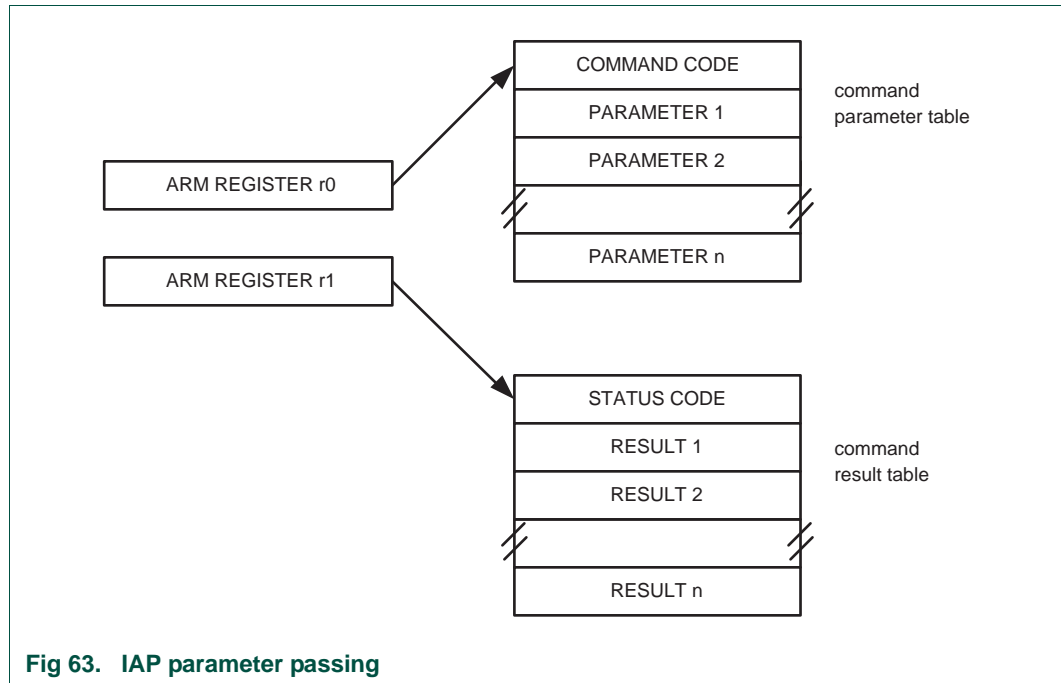 COMMAND CODE
PARAMETER 1
PARAMETER 2
PARAMETER n
command
parameter table
ARM REGISTER r0
ARM REGISTER r1
STATUS CODE
RESULT 1
RESULT 2
RESULT n
command
result table
Fig 63. IAP parameter passing